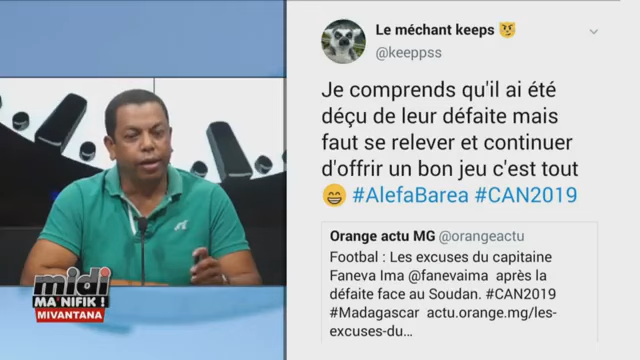 Le méchant keeps 😈
@keeppss
Je comprends qu'il ai été
déçu de leur défaite mais
faut se relever et continuer
d'offrir un bon jeu c'est tout
😄 #AlefaBarea #CAN2019
Orange actu MG @orangeactu
Footbal : Les excuses du capitaine
Faneva Ima @fanevaima après la
défaite face au Soudan. #CAN2019
#Madagascar actu.orange.mg/les-
excuses-du…
midi
MA'NIFIK !
MIVANTANA